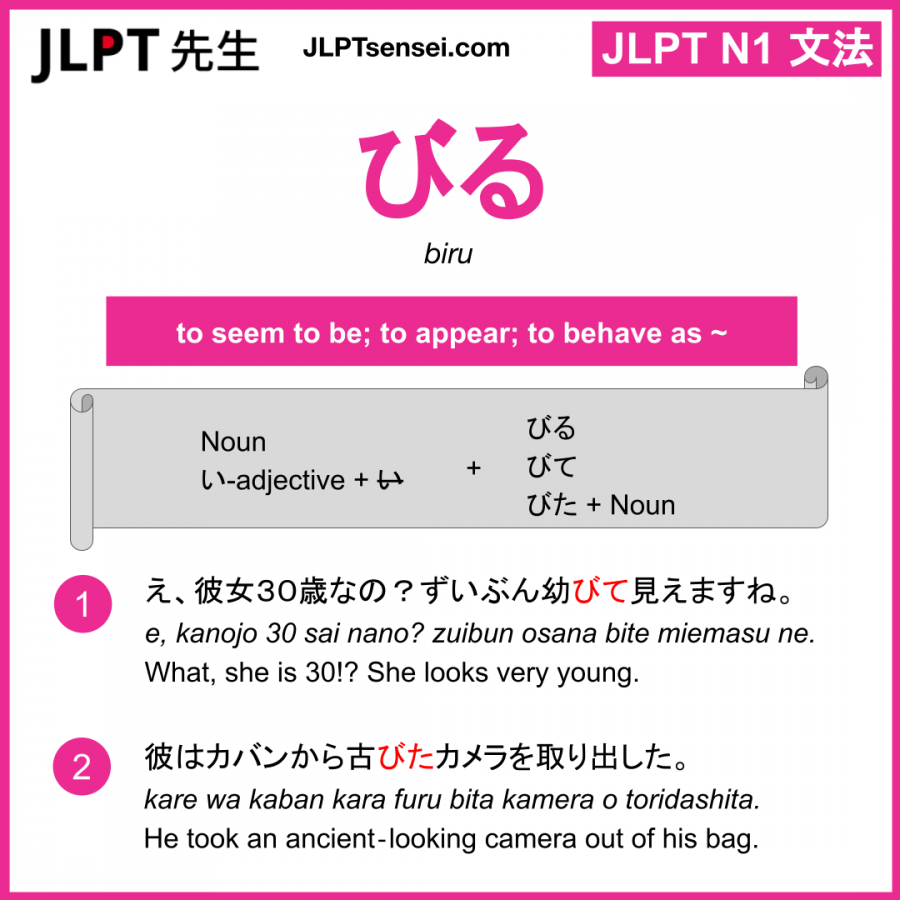 JLPT 先生
JLPTsensei.com
JLPT N1 文法
びる
biru
to seem to be; to appear; to behave as ~
Noun
い-adjective + い
+
びる
びて
びた + Noun
1
え、彼女３０歳なの？ずいぶん幼びて見えますね。
e, kanojo 30 sai nano? zuibun osana bite miemasu ne.
What, she is 30!? She looks very young.
2
彼はカバンから古びたカメラを取り出した。
kare wa kaban kara furu bita kamera o toridashita.
He took an ancient-looking camera out of his bag.